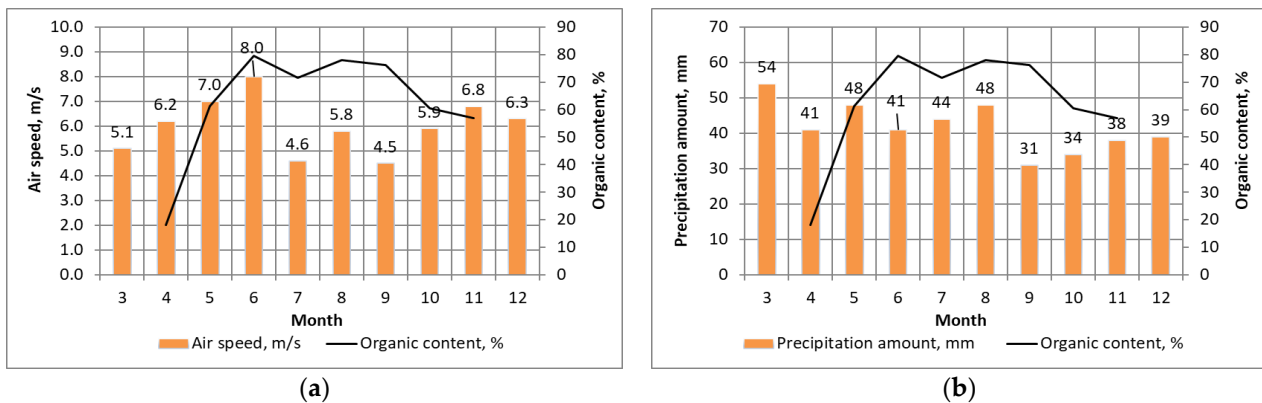 10.0 9.0 8.0 7.0 6.0 5.0 4.0 3.0 2.0 1.0 0.0
Air speed, m/s
5.1 6.2 7.0 8.0 4.6 5.8 4.5 5.9 6.8 6.3
90 80 70 60 50 40 30 20 10 0
Organic content, %
3 4 5 6 7 8 9 10 11 12
Month
Air speed, m/s Organic content, %
(a)
70 60 50 40 30 20 10 0
Precipitation amount, mm
54 41 48 41 44 48 31 34 38 39
90 80 70 60 50 40 30 20 10 0
Organic content, %
3 4 5 6 7 8 9 10 11 12
Month
Precipitation amount, mm Organic content, %
(b)